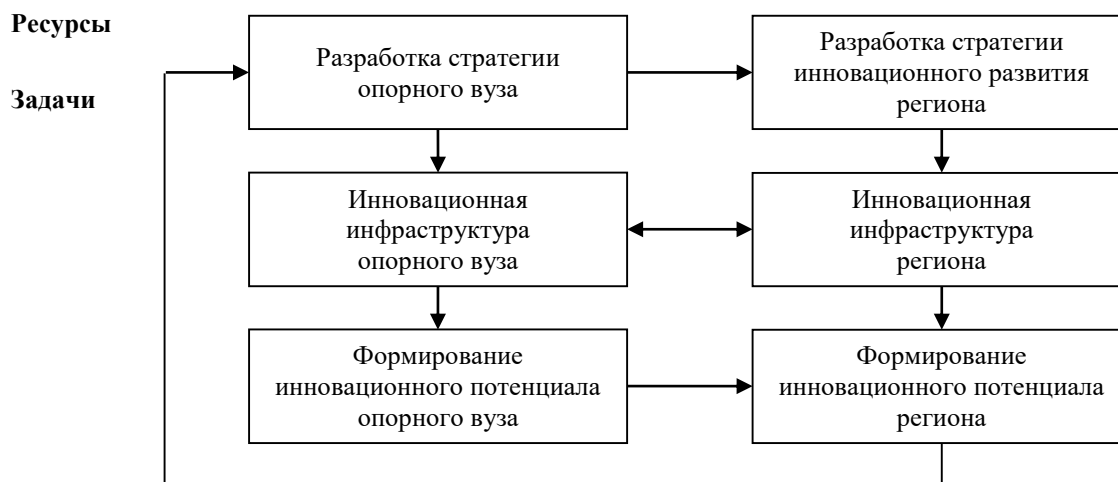 Ресурсы
Задачи
Разработка стратегии
опорного вуза
Разработка стратегии
инновационного развития
региона
Инновационная
инфраструктура
опорного вуза
Инновационная
инфраструктура
региона
Формирование
инновационного потенциала
опорного вуза
Формирование
инновационного потенциала
региона